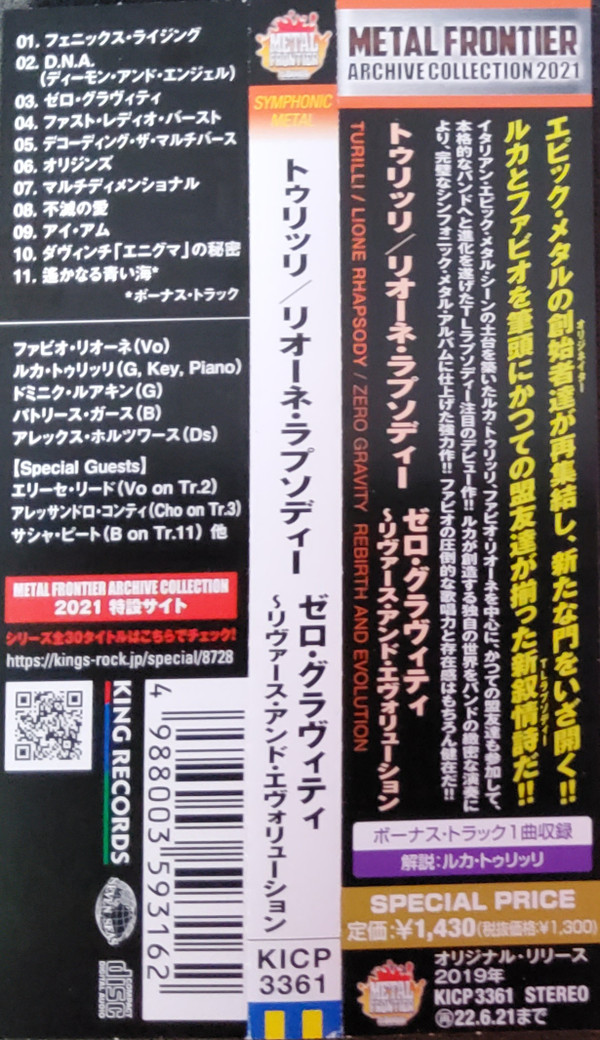 01. フェニックス・ライジング
02. D.N.A.
(ディーモン・アンド・エンジェル)
03. ゼロ・グラヴィティ
04. ファスト・レディオ・バースト
05. デコーディング・ザ・マルチバース
06. オリジンズ
07. マルチディメンショナル
08. 不滅の愛
09. アイ・アム
10. ダヴィンチ「エニグマ」の秘密
11.遙かなる青い海*
*ボーナス・トラック
ファビオ・リオーネ(Vo)
ルカ・トゥリッリ(G, Key, Piano)
ドミニク・ルアキン(G)
パトリース・ガース(B)
アレックス・ホルツワース(Ds)
【Special Guests】
エリーセ・リード(Vo on Tr.2)
アレッサンドロ・コンティ(Cho on Tr.3)
サシャ・ピート(B on Tr.11) 他
METAL FRONTIER ARCHIVE COLLECTION
2021 特設サイト
シリーズ全30タイトルはこちらでチェック!
https://kings-rock.jp/special/8728
KING RECORDS
4 988003 593162
COMPACT
disc
DIGITAL AUDIO
METAL
FRONTIER
SYMPHONIC
METAL
トゥリッリ/リオーネ・ラプソディー
ゼロ・グラヴィティ
~リヴァース・アンド・エヴォリューション
KICP
3361
METAL FRONTIER
ARCHIVE COLLECTION 2021
エピック・メタルの創始者達が再集結し、新たな門をいざ開く!!
オリジネイター
ルカとファビオを筆頭にかつての盟友達が揃った新叙情詩だ!!
T・Lラプソディー
イタリアン・エピック・メタル・シーンの土台を築いたルカ・トゥリッリ、ファビオ・リオーネを中心に、かつての盟友達も参加して、
本格的なバンドへと進化を遂げたT・Lラプソディー注目のデビュー作!! ルカが創造する独自の世界をバンドの緻密な演奏に
より、完璧なシンフォニック・メタル・アルバムに仕上げた強力作!! ファビオの圧倒的な歌唱力と存在感はもちろん健在だ!!
トゥリッリ/リオーネ・ラプソディー
ゼロ・グラヴィティ
~リヴァース・アンド・エヴォリューション
TURILLI / LIONE RHAPSODY / ZERO GRAVITY REBIRTH AND EVOLUTION
ボーナス・トラック1曲収録
解説:ルカ・トゥリッリ
SPECIAL PRICE
定価:¥1,430(税抜価格:¥1,300)
METAL
FRONTIER
オリジナル・リリース
2019年
KICP3361 STEREO
再22.6.21まで